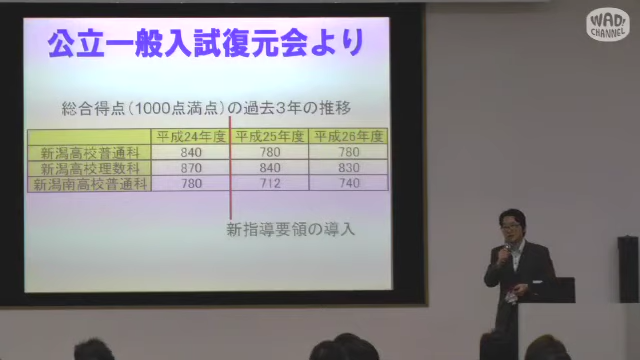 WAD!
CHANNEL
公立一般入試復元会より
総合得点(1000点満点)の過去3年の推移
平成24年度 平成25年度 平成26年度
新潟高校普通科 840 780 780
新潟高校理数科 870 840 830
新潟南高校普通科 780 712 740
新指導要領の導入